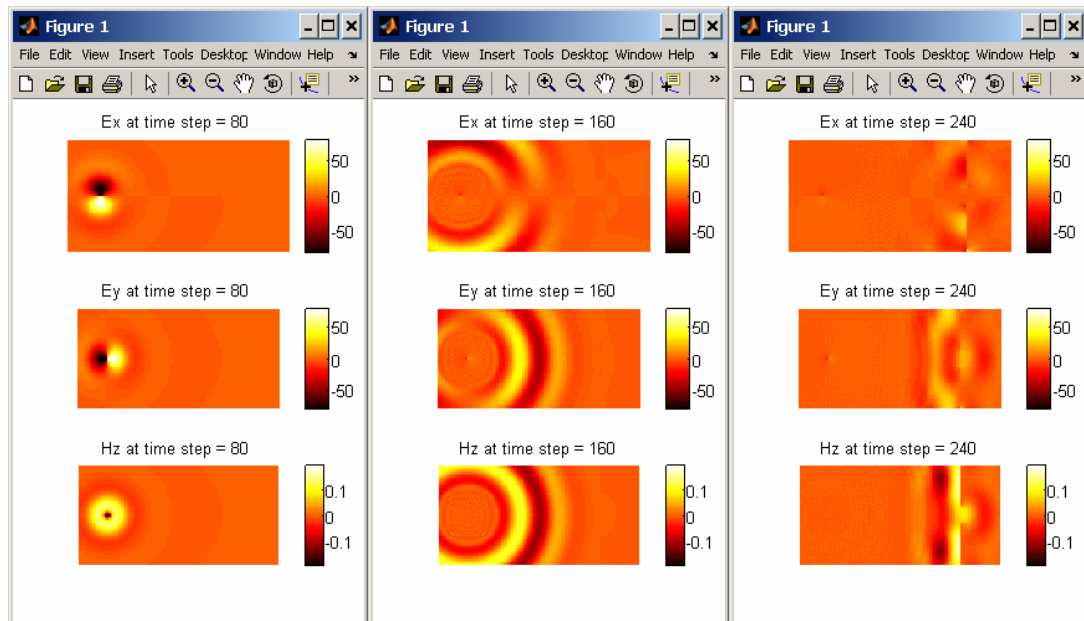 Figure 1
File Edit View Insert Tools Desktop Window Help
Ex at time step = 80
50
0
-50
Ey at time step = 80
50
0
-50
Hz at time step = 80
0.1
0
-0.1
Figure 1
File Edit View Insert Tools Desktop Window Help
Ex at time step = 160
50
0
-50
Ey at time step = 160
50
0
-50
Hz at time step = 160
0.1
0
-0.1
Figure 1
File Edit View Insert Tools Desktop Window Help
Ex at time step = 240
50
0
-50
Ey at time step = 240
50
0
-50
Hz at time step = 240
0.1
0
-0.1